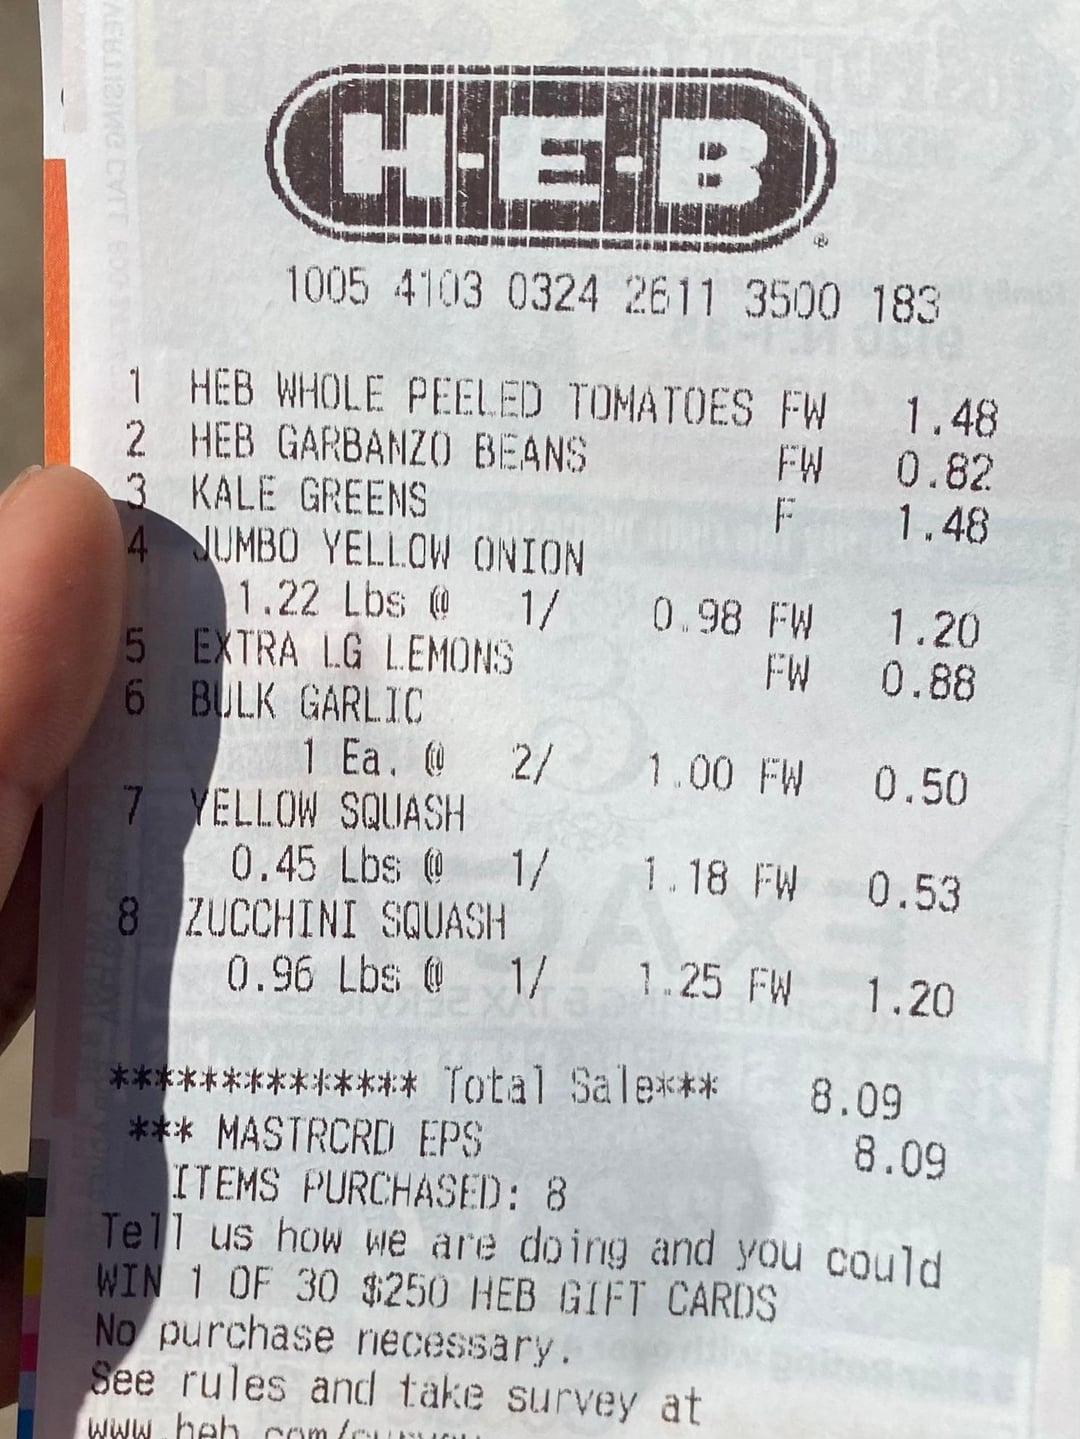 H-E-B
1005 4103 0324 2611 3500 183
1 HEB WHOLE PEELED TOMATOES FW 1.48
2 HEB GARBANZO BEANS FW 0.82
3 KALE GREENS F 1.48
4 JUMBO YELLOW ONION
1.22 Lbs @ 1/ 0.98 FW 1.20
5 EXTRA LG LEMONS FW 0.88
6 BULK GARLIC
1 Ea. @ 2/ 1.00 FW 0.50
7 YELLOW SQUASH
0.45 Lbs @ 1/ 1.18 FW 0.53
8 ZUCCHINI SQUASH
0.96 Lbs @ 1/ 1.25 FW 1.20
************** Total Sale*** 8.09
*** MASTRCRD EPS 8.09
ITEMS PURCHASED: 8
Tell us how we are doing and you could
WIN 1 OF 30 $250 HEB GIFT CARDS
No purchase necessary.
See rules and take survey at
www.heb.com/survey